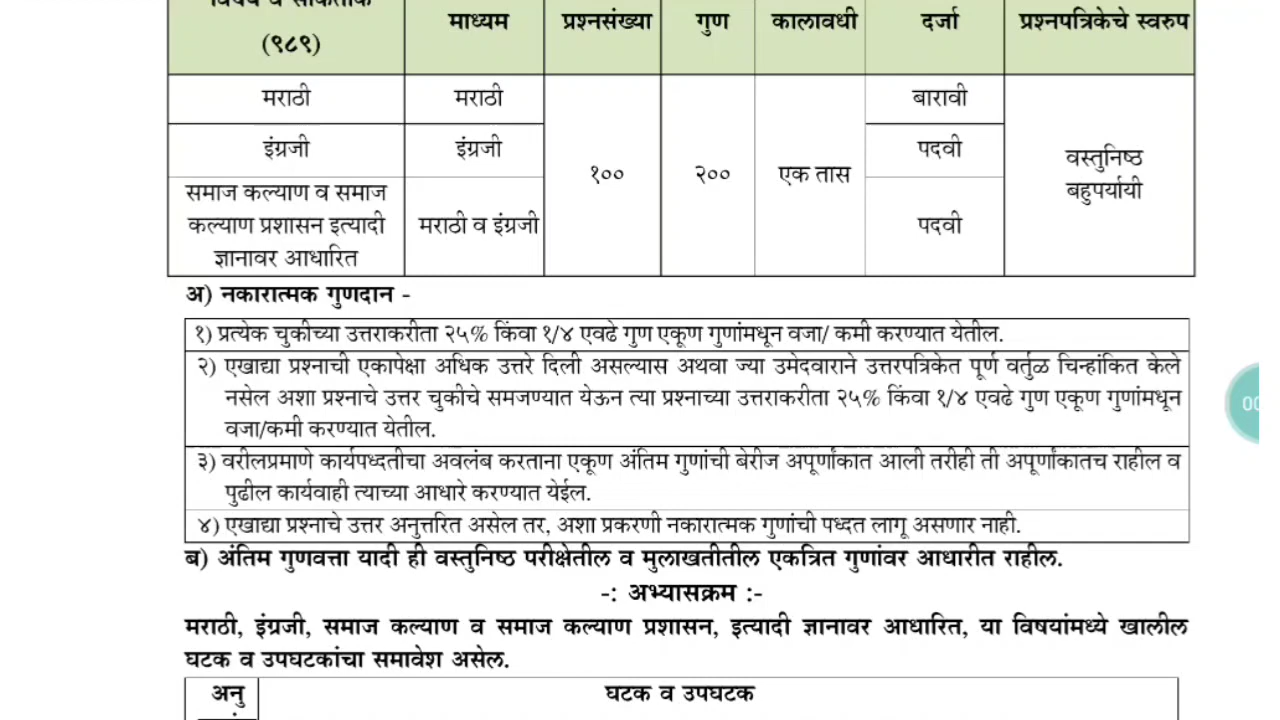 विषय व सांकेतांक
(९८९)
माध्यम
प्रश्नसंख्या
गुण
कालावधी
दर्जा
प्रश्नपत्रिकेचे स्वरुप
मराठी
मराठी
१००
२००
एक तास
बारावी
वस्तुनिष्ठ
बहुपर्यायी
इंग्रजी
इंग्रजी
पदवी
समाज कल्याण व समाज
कल्याण प्रशासन इत्यादी
ज्ञानावर आधारित
मराठी व इंग्रजी
पदवी
अ) नकारात्मक गुणदान -
१) प्रत्येक चुकीच्या उत्तराकरीता २५% किंवा १/४ एवढे गुण एकूण गुणांमधून वजा/ कमी करण्यात येतील.
२) एखाद्या प्रश्नाची एकापेक्षा अधिक उत्तरे दिली असल्यास अथवा ज्या उमेदवाराने उत्तरपत्रिकेत पूर्ण वर्तुळ चिन्हांकित केले
नसेल अशा प्रश्नाचे उत्तर चुकीचे समजण्यात येऊन त्या प्रश्नाच्या उत्तराकरीता २५% किंवा १/४ एवढे गुण एकूण गुणांमधून
वजा/कमी करण्यात येतील.
३) वरीलप्रमाणे कार्यपध्दतीचा अवलंब करताना एकूण अंतिम गुणांची बेरीज अपूर्णांकात आली तरीही ती अपूर्णांकातच राहील व
पुढील कार्यवाही त्याच्या आधारे करण्यात येईल.
४) एखाद्या प्रश्नाचे उत्तर अनुत्तरित असेल तर, अशा प्रकरणी नकारात्मक गुणांची पध्दत लागू असणार नाही.
ब) अंतिम गुणवत्ता यादी ही वस्तुनिष्ठ परीक्षेतील व मुलाखतीतील एकत्रित गुणांवर आधारीत राहील.
-: अभ्यासक्रम :-
मराठी, इंग्रजी, समाज कल्याण व समाज कल्याण प्रशासन, इत्यादी ज्ञानावर आधारित, या विषयांमध्ये खालील
घटक व उपघटकांचा समावेश असेल.
अनु
घटक व उपघटक